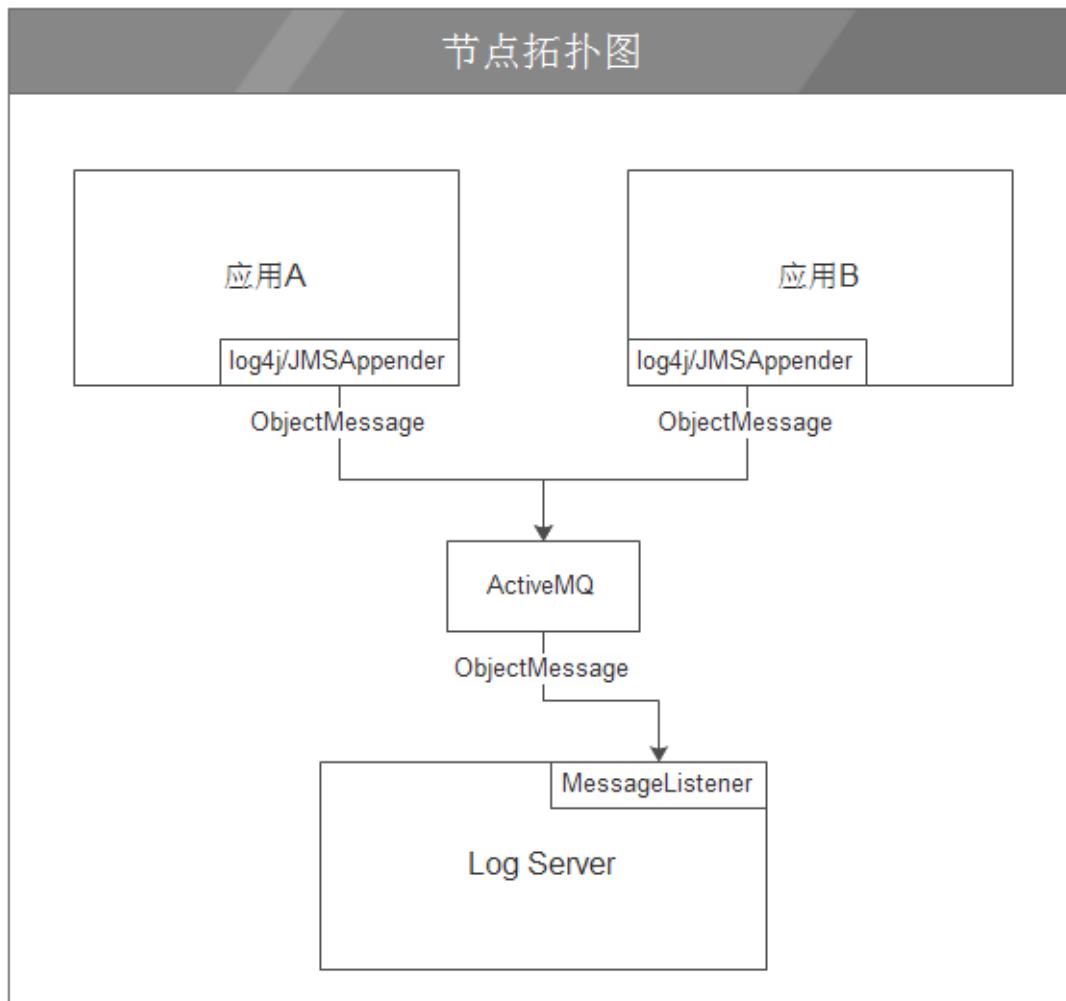 节点拓扑图
应用A
应用B
log4j/JMSAppender
log4j/JMSAppender
ObjectMessage
ObjectMessage
ActiveMQ
ObjectMessage
MessageListener
Log Server